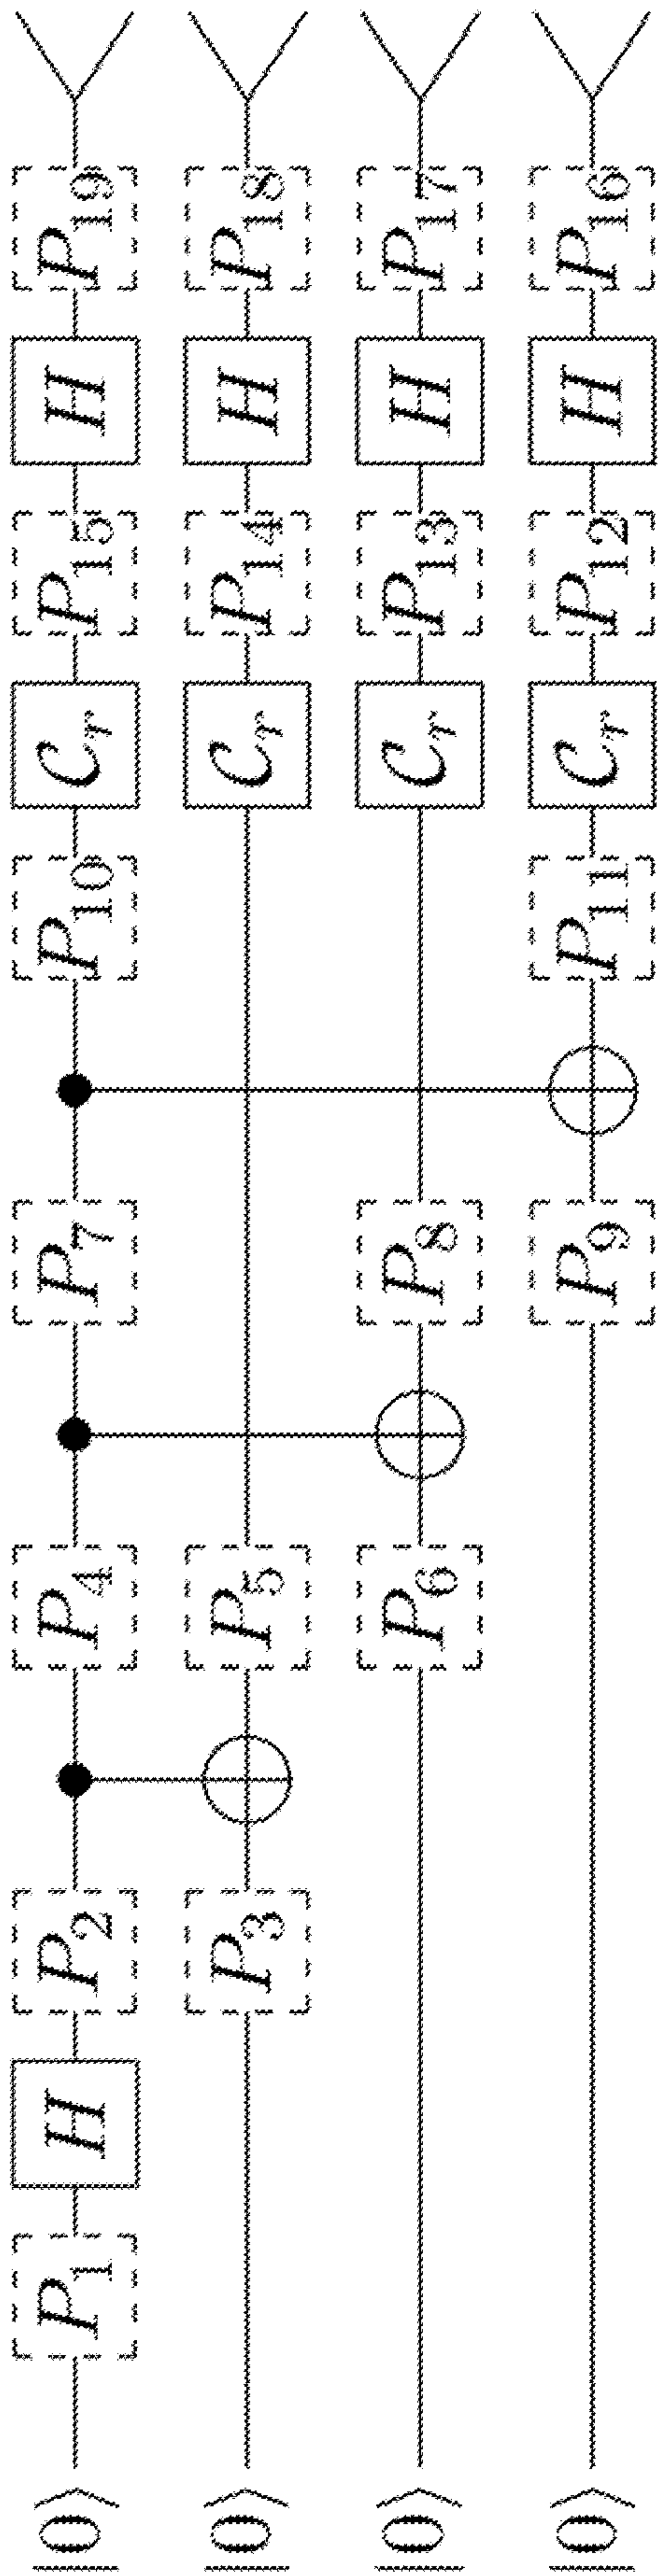 |0⟩ P₁ H P₂ P₄ P₇ P₁₀ Cᵣ P₁₅ H P₁₉
|0⟩ P₃ P₅ Cᵣ P₁₄ H P₁₈
|0⟩ P₆ P₈ Cᵣ P₁₃ H P₁₇
|0⟩ P₉ P₁₁ Cᵣ P₁₂ H P₁₆